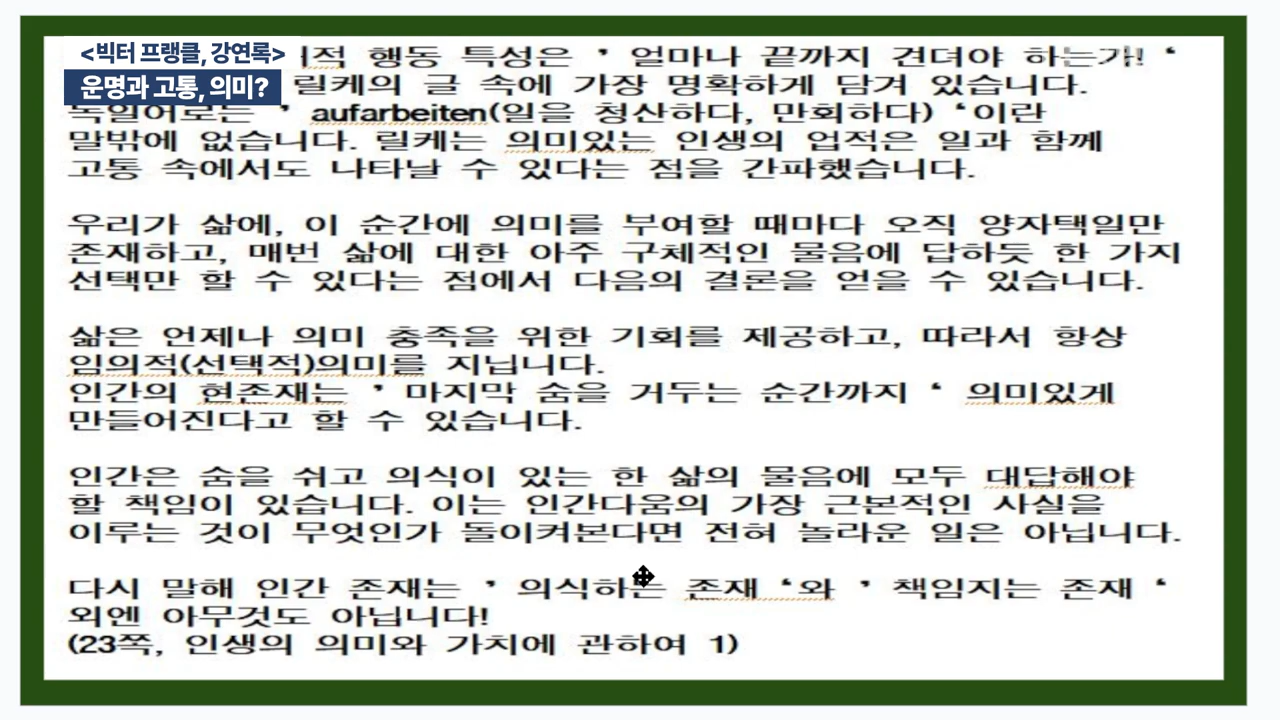 <빅터 프랭클, 강연록>
운명과 고통, 의미?
행동 특성은 ’ 얼마나 끝까지 견뎌야 하는가! ‘
릴케의 글 속에 가장 명확하게 담겨 있습니다.
독일어로는 ’ aufarbeiten(일을 청산하다, 만회하다) ‘이란
말밖에 없습니다. 릴케는 의미있는 인생의 업적은 일과 함께
고통 속에서도 나타날 수 있다는 점을 간파했습니다.
우리가 삶에, 이 순간에 의미를 부여할 때마다 오직 양자택일만
존재하고, 매번 삶에 대한 아주 구체적인 물음에 답하듯 한 가지
선택만 할 수 있다는 점에서 다음의 결론을 얻을 수 있습니다.
삶은 언제나 의미 충족을 위한 기회를 제공하고, 따라서 항상
임의적(선택적)의미를 지닙니다.
인간의 현존재는 ’ 마지막 숨을 거두는 순간까지 ‘ 의미있게
만들어진다고 할 수 있습니다.
인간은 숨을 쉬고 의식이 있는 한 삶의 물음에 모두 대답해야
할 책임이 있습니다. 이는 인간다움의 가장 근본적인 사실을
이루는 것이 무엇인가 돌이켜본다면 전혀 놀라운 일은 아닙니다.
다시 말해 인간 존재는 ’ 의식하는 존재 ‘와 ’ 책임지는 존재 ‘
외엔 아무것도 아닙니다!
(23쪽, 인생의 의미와 가치에 관하여 1)